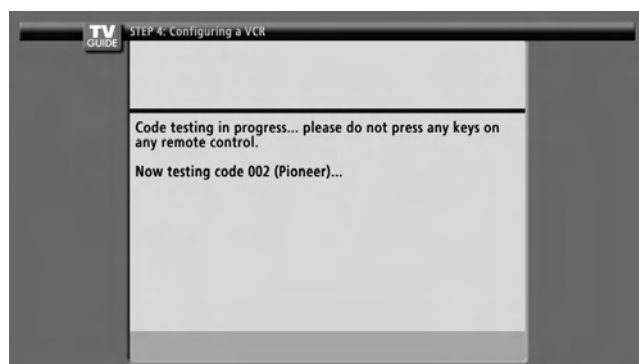 TV
GUIDE
STEP 4: Configuring a VCR
Code testing in progress... please do not press any keys on
any remote control.
Now testing code 002 (Pioneer)...